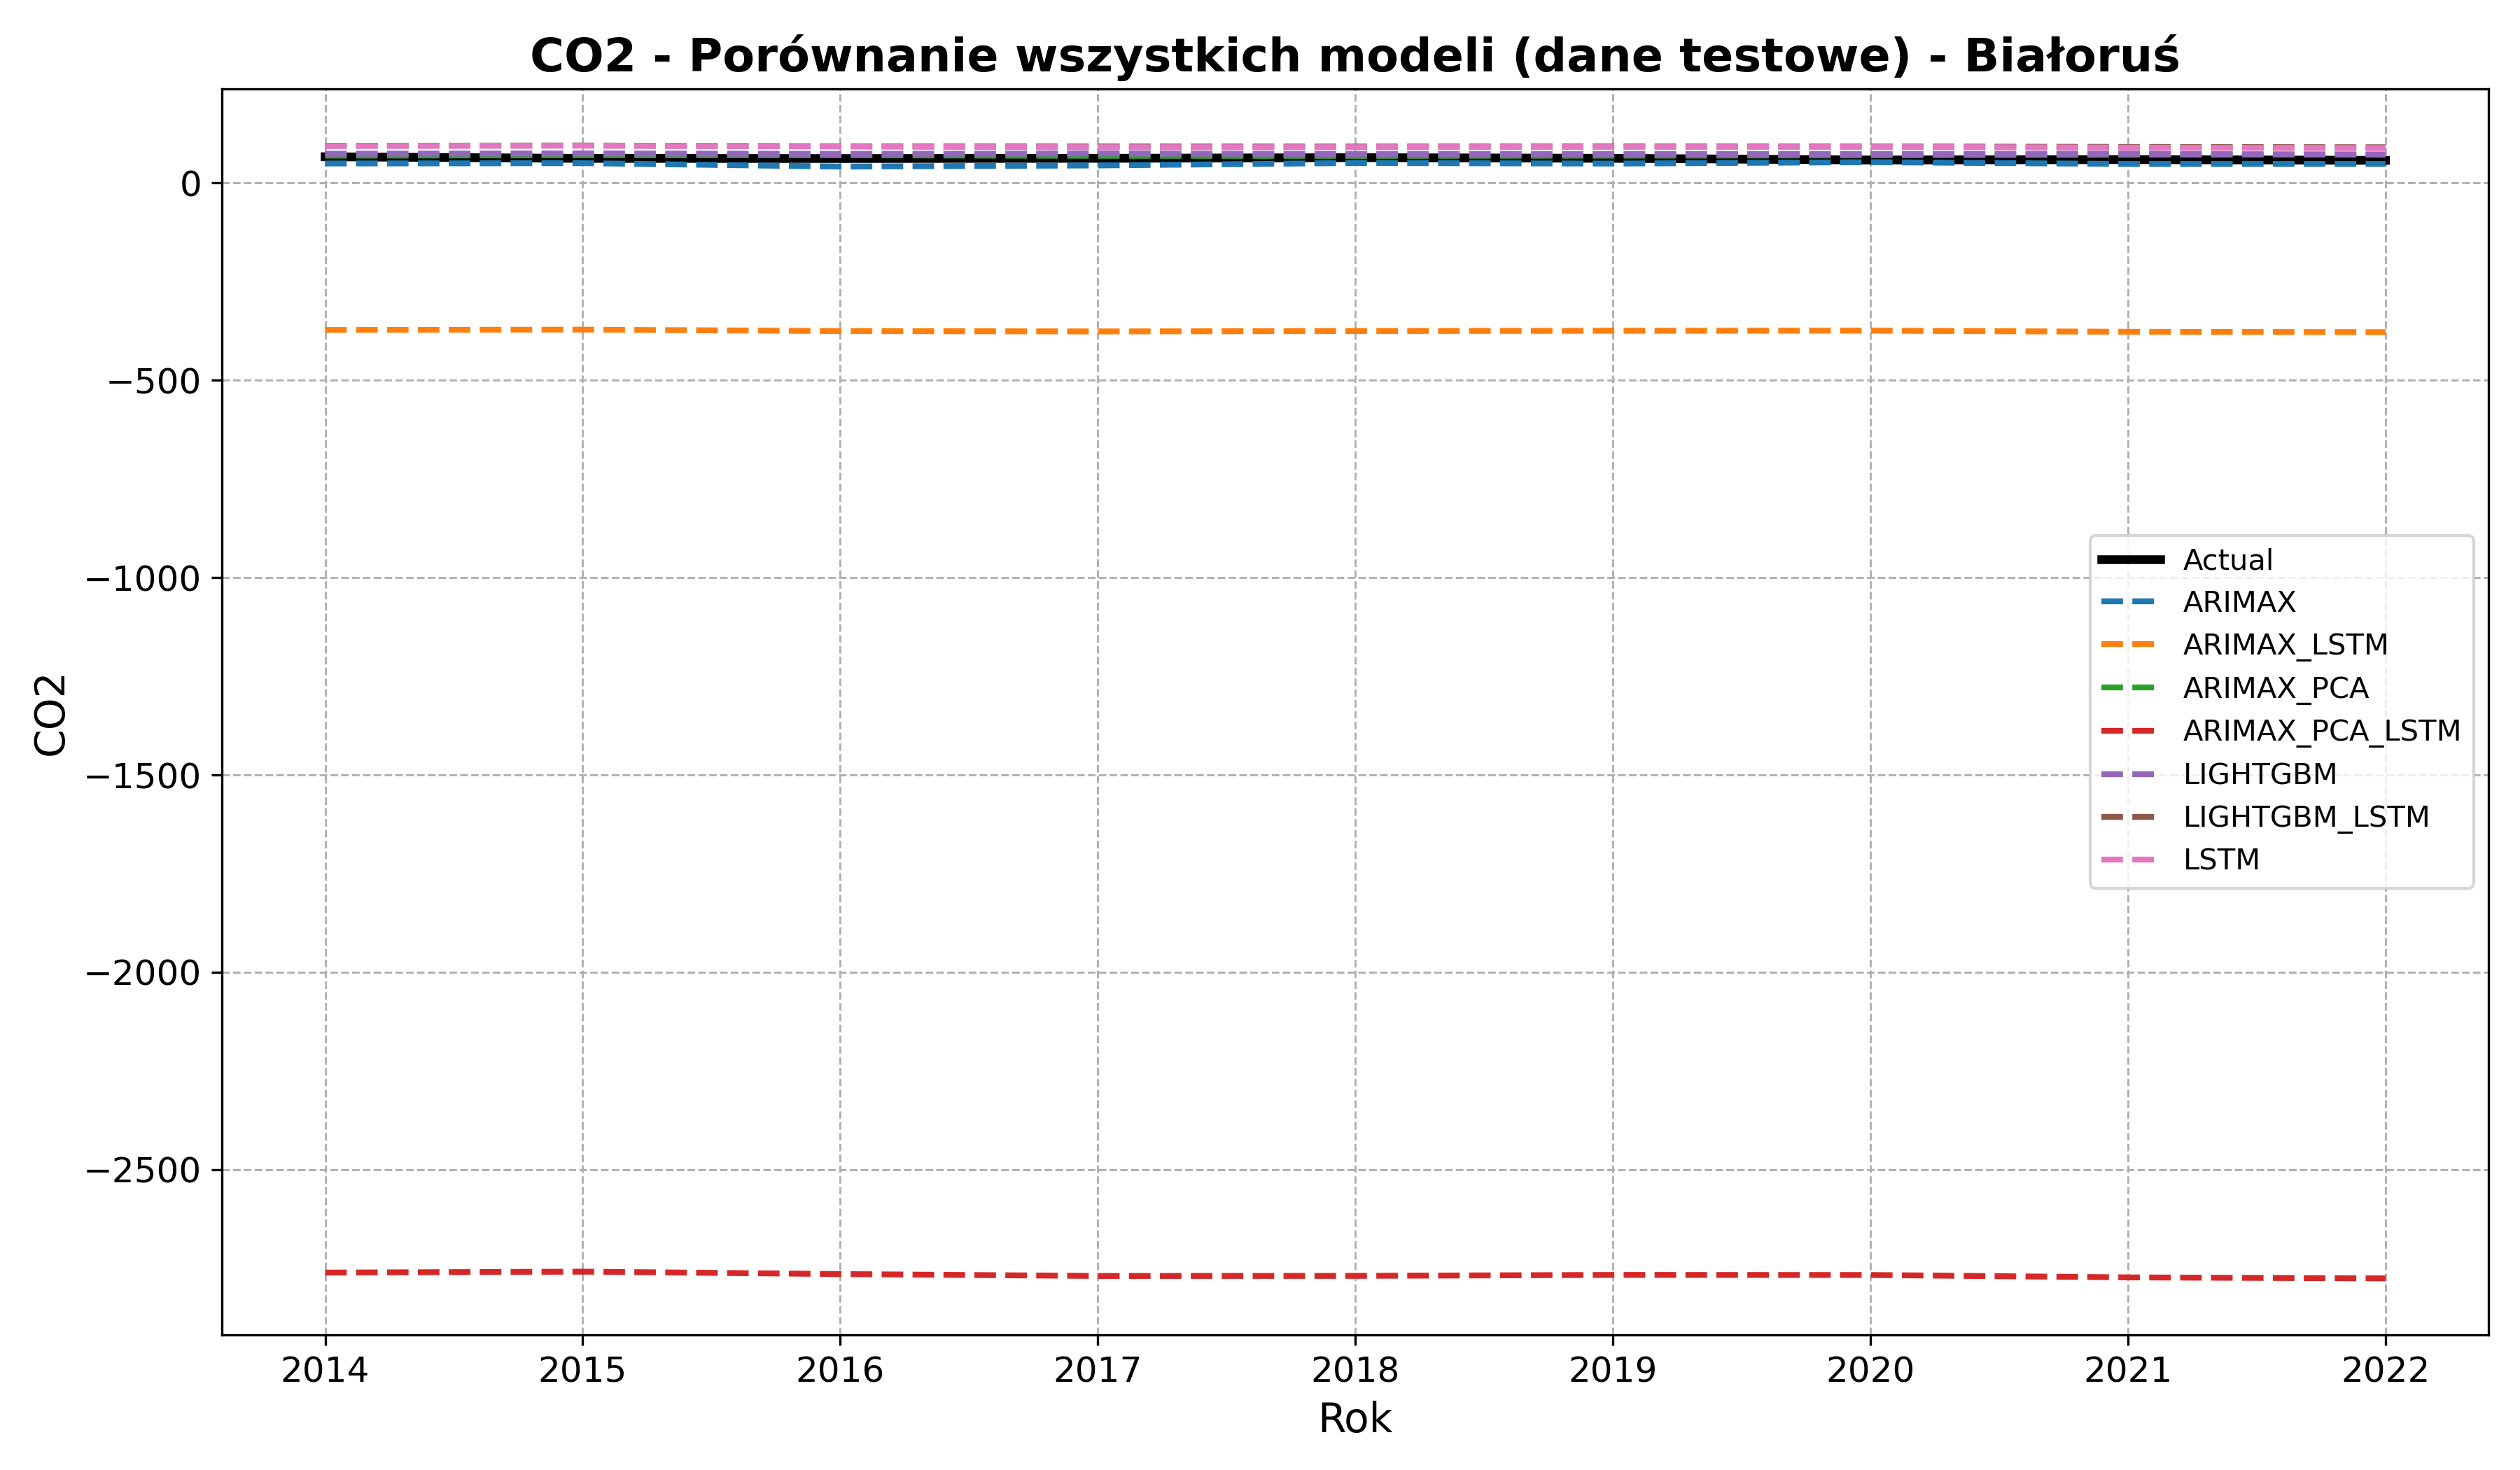 CO2 - Porównanie wszystkich modeli (dane testowe) - Białoruś
CO2
0
−500
−1000
−1500
−2000
−2500
Actual
ARIMAX
ARIMAX_LSTM
ARIMAX_PCA
ARIMAX_PCA_LSTM
LIGHTGBM
LIGHTGBM_LSTM
LSTM
2014 2015 2016 2017 2018 2019 2020 2021 2022
Rok